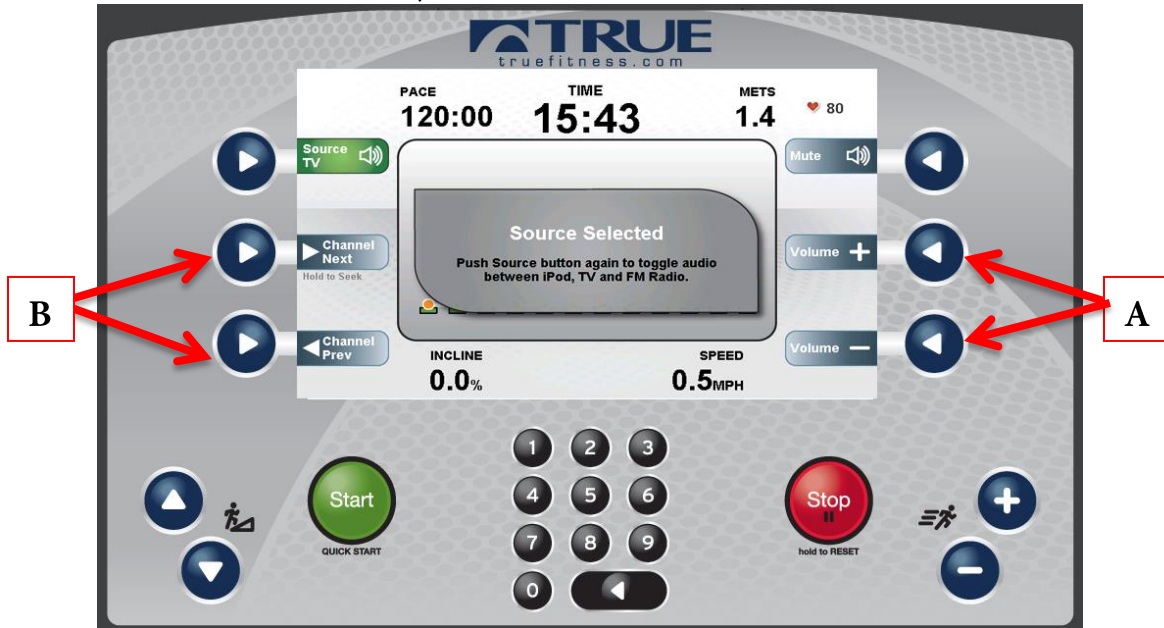 TRUE
truefitness.com
PACE
TIME
METS
120:00
15:43
1.4
80
Source
TV
Mute
Source Selected
Push Source button again to toggle audio
between iPod, TV and FM Radio.
Channel
Next
Hold to Seek
Volume +
B
A
Channel
Prev
Volume −
INCLINE
SPEED
0.0%
0.5MPH
1 2 3
Start
4 5 6
Stop
QUICK START
7 8 9
hold to RESET
0